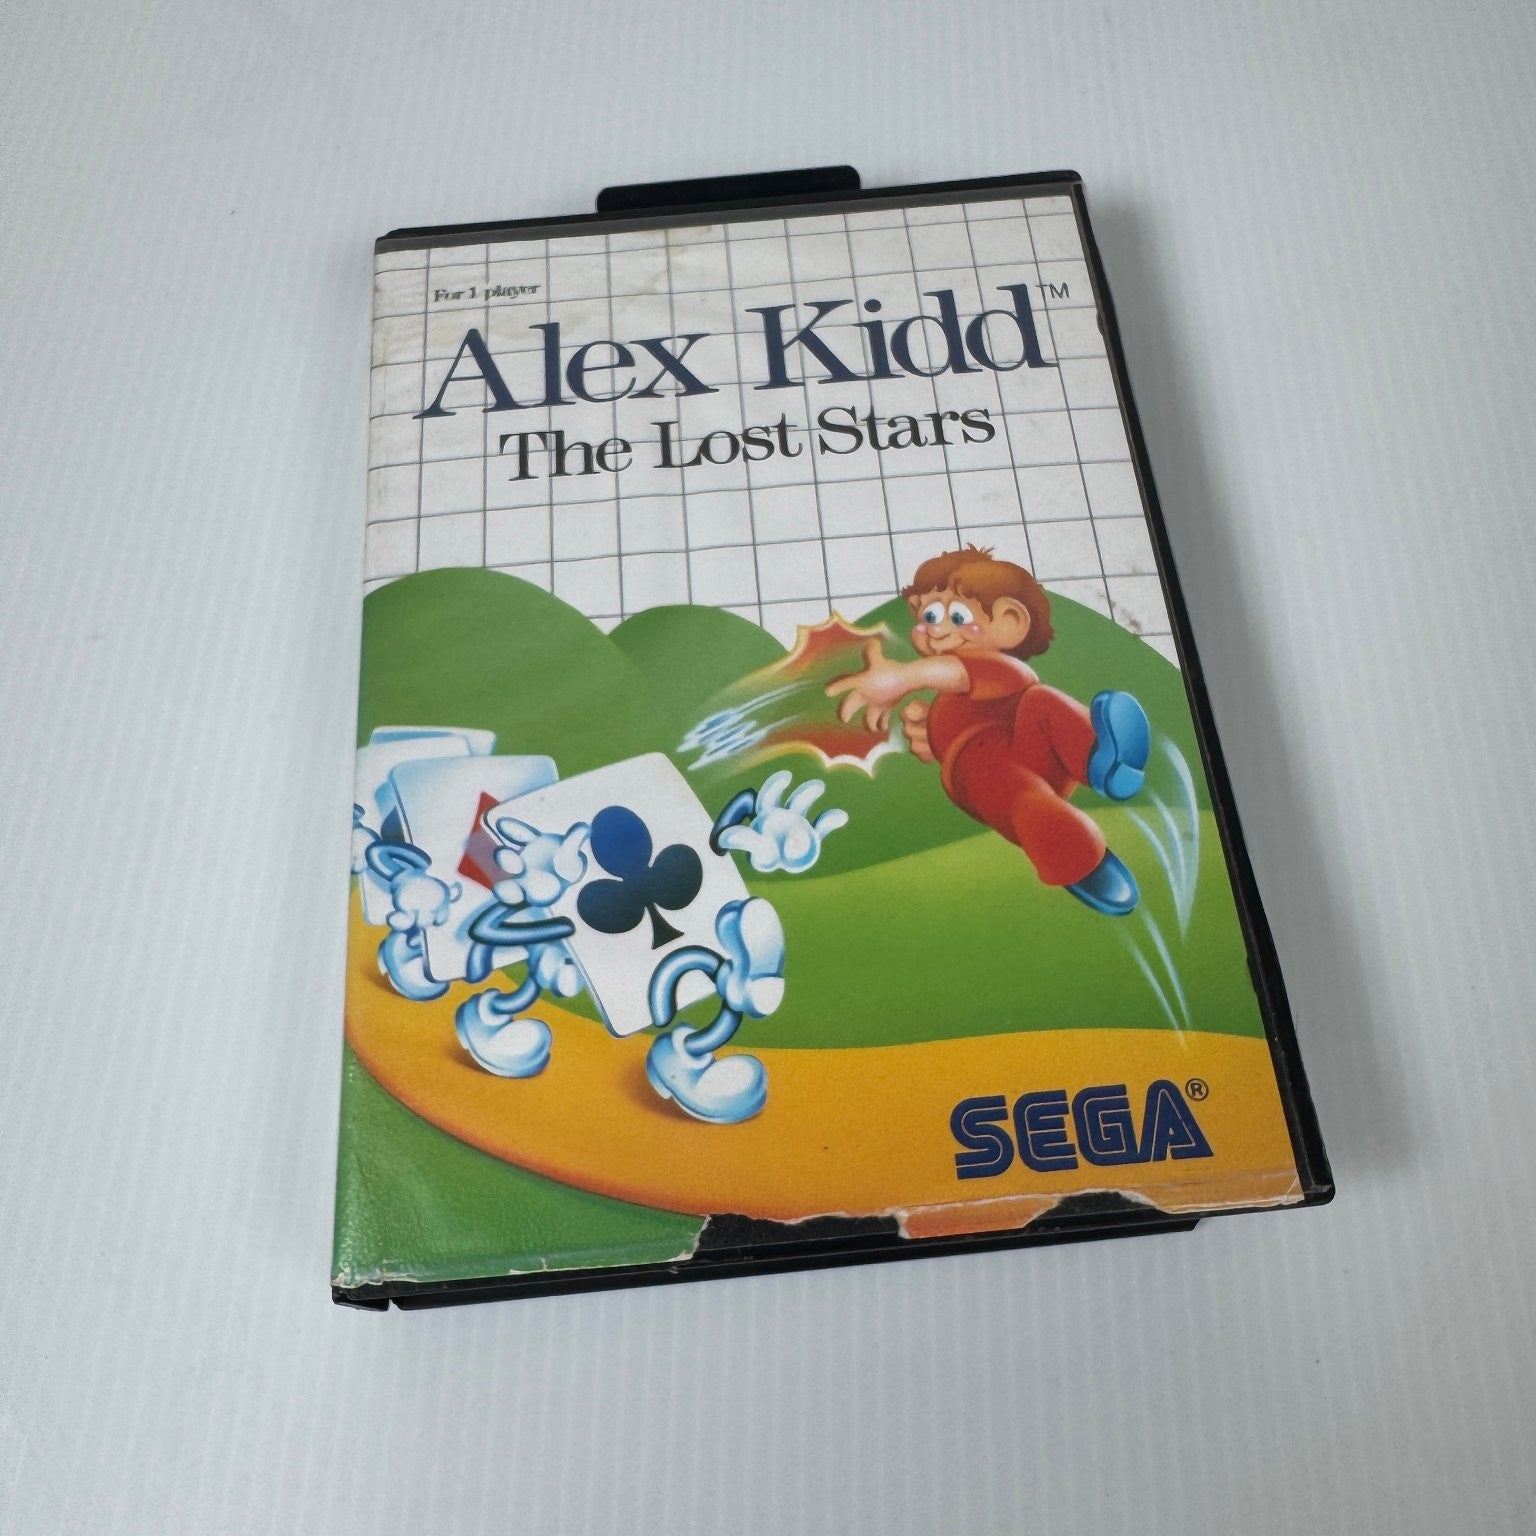 For 1 player
Alex Kidd™
The Lost Stars
SEGA®